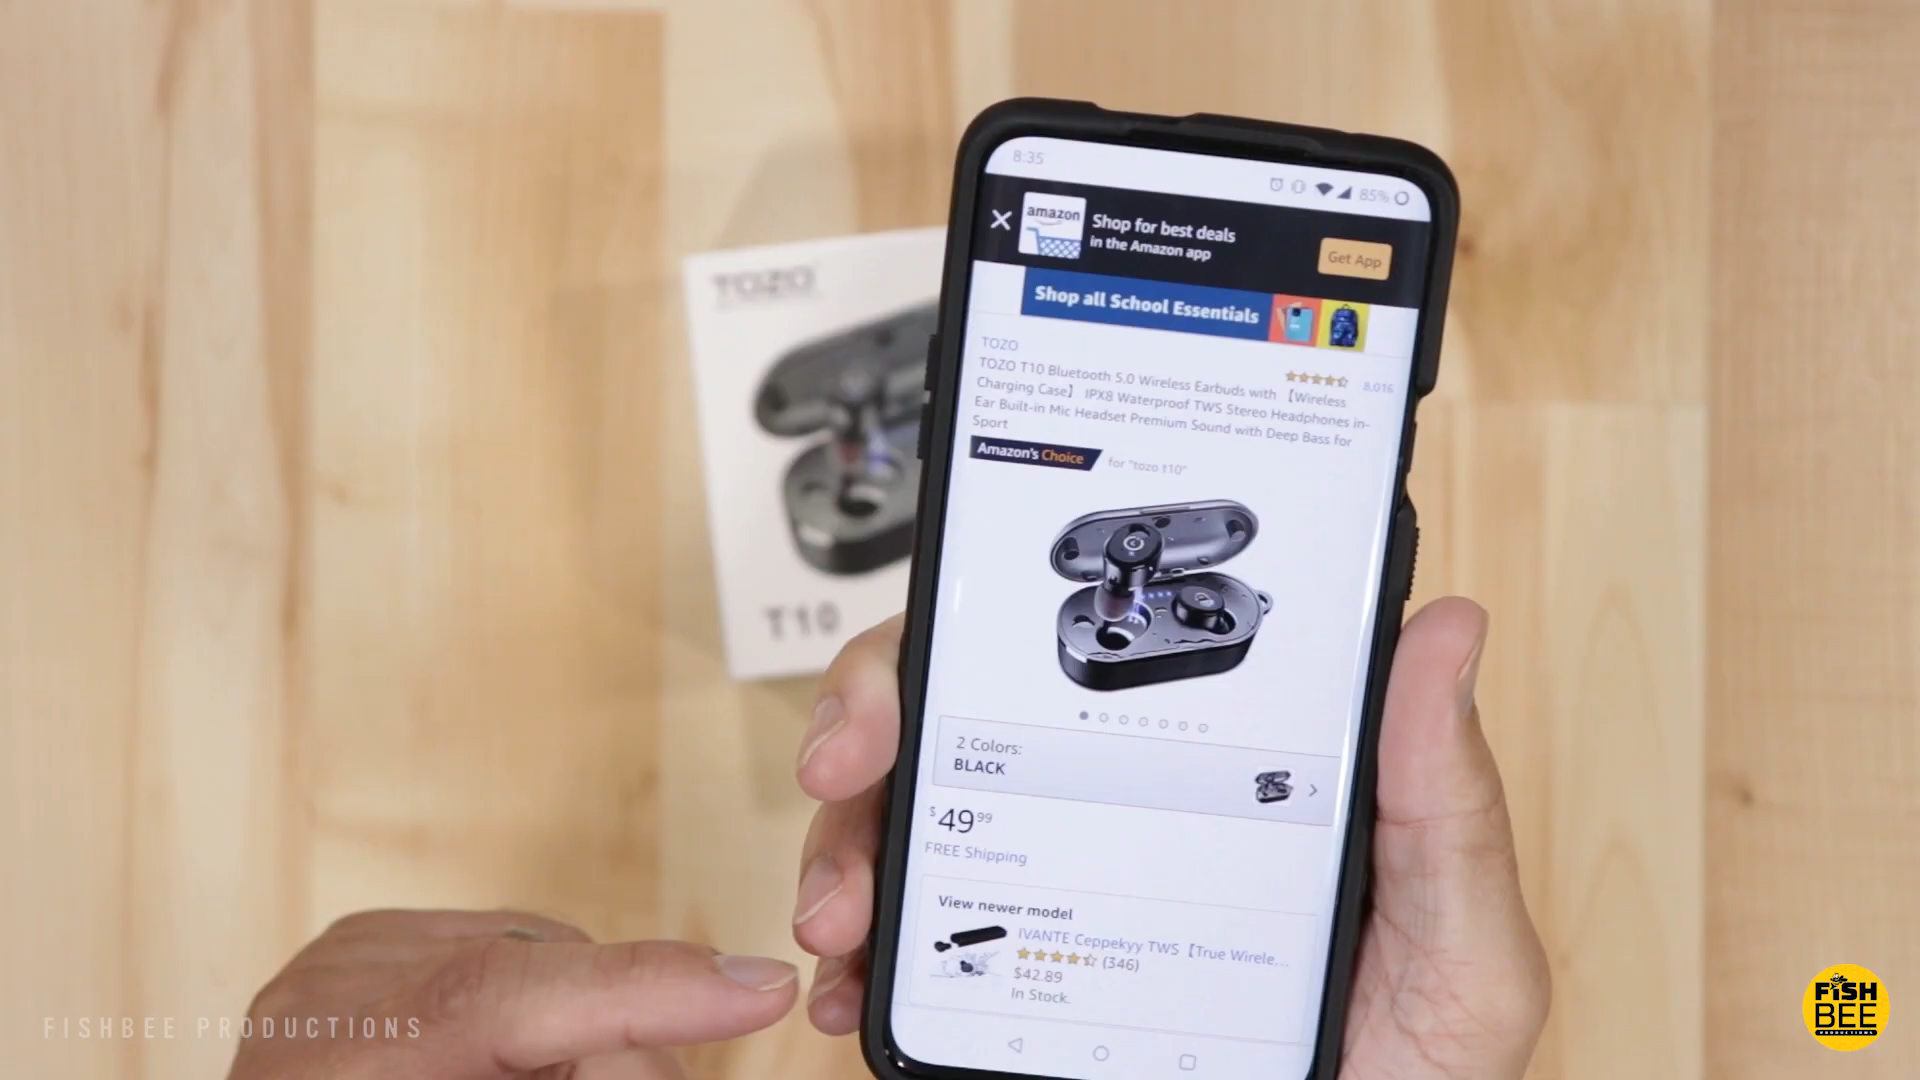 TOZO
T10
8:35
85%
amazon
Shop for best deals
in the Amazon app
Get App
Shop all School Essentials
TOZO
TOZO T10 Bluetooth 5.0 Wireless Earbuds with 【Wireless
Charging Case】 IPX8 Waterproof TWS Stereo Headphones in-
Ear Built-in Mic Headset Premium Sound with Deep Bass for
Sport
8,016
Amazon's Choice for "tozo t10"
2 Colors:
BLACK
$49.99
FREE Shipping
View newer model
IVANTE Ceppekyy TWS【True Wirele...
(346)
$42.89
In Stock.
FISHBEE PRODUCTIONS
FISH
BEE
PRODUCTIONS